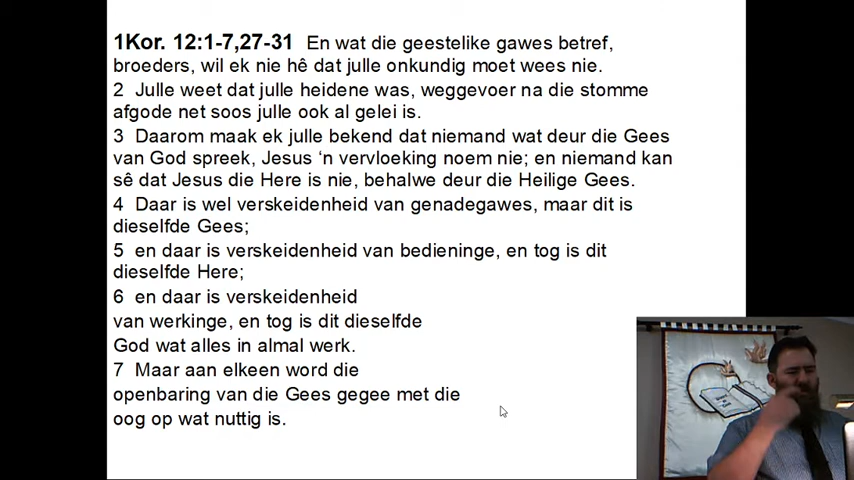 1Kor. 12:1-7,27-31 En wat die geestelike gawes betref,
broeders, wil ek nie hê dat julle onkundig moet wees nie.
2 Julle weet dat julle heidene was, weggevoer na die stomme
afgode net soos julle ook al gelei is.
3 Daarom maak ek julle bekend dat niemand wat deur die Gees
van God spreek, Jesus ‘n vervloeking noem nie; en niemand kan
sê dat Jesus die Here is nie, behalwe deur die Heilige Gees.
4 Daar is wel verskeidenheid van genadegawes, maar dit is
dieselfde Gees;
5 en daar is verskeidenheid van bedieninge, en tog is dit
dieselfde Here;
6 en daar is verskeidenheid
van werkinge, en tog is dit dieselfde
God wat alles in almal werk.
7 Maar aan elkeen word die
openbaring van die Gees gegee met die
oog op wat nuttig is.